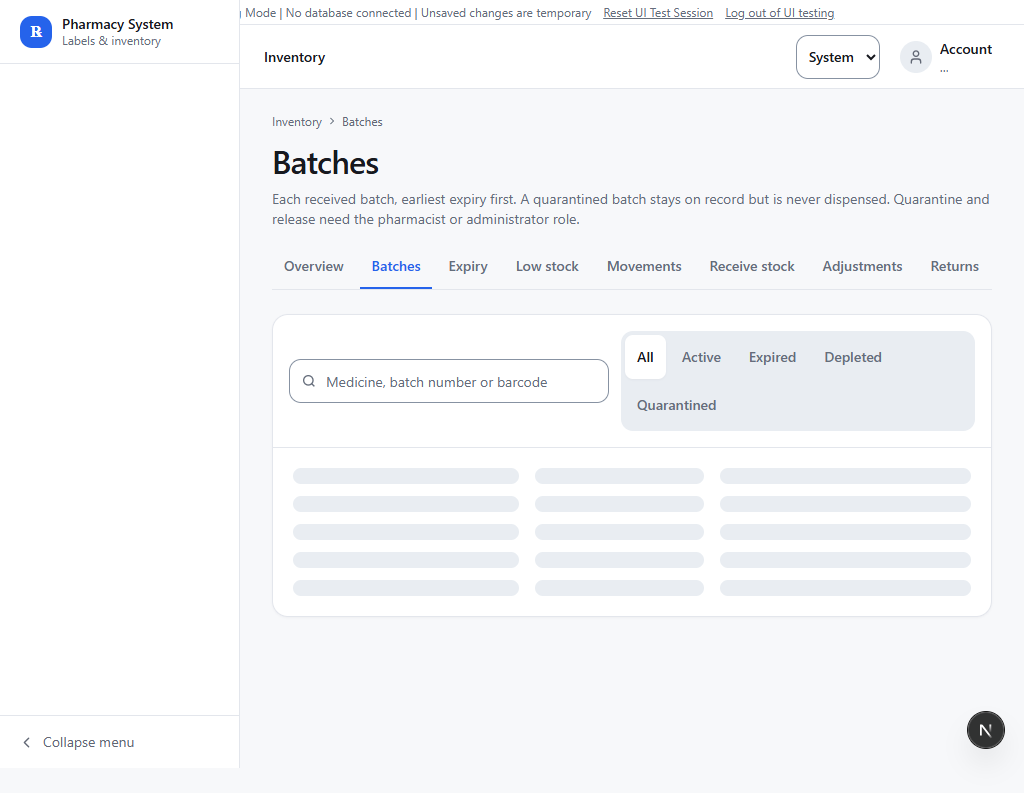 Pharmacy System
Labels & inventory
Mode | No database connected | Unsaved changes are temporary Reset UI Test Session Log out of UI testing
Inventory
System
Account
...
Inventory > Batches
Batches
Each received batch, earliest expiry first. A quarantined batch stays on record but is never dispensed. Quarantine and
release need the pharmacist or administrator role.
Overview Batches Expiry Low stock Movements Receive stock Adjustments Returns
Medicine, batch number or barcode
All Active Expired Depleted
Quarantined
Collapse menu